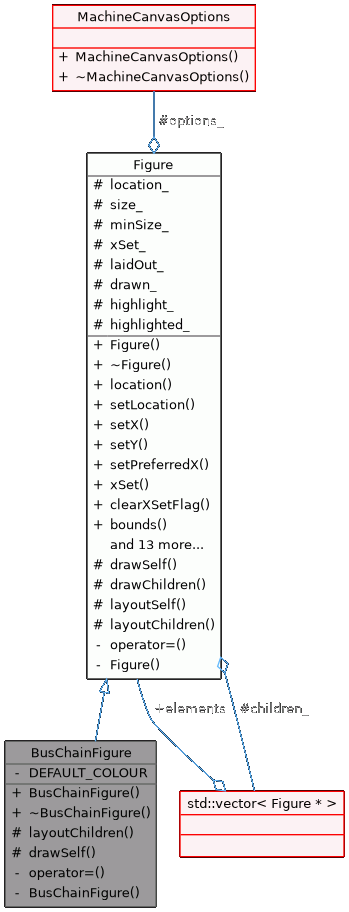 MachineCanvasOptions
+ MachineCanvasOptions()
+ ~MachineCanvasOptions()
#options_
Figure
# location_
# size_
# minSize_
# xSet_
# laidOut_
# drawn_
# highlight_
# highlighted_
+ Figure()
+ ~Figure()
+ location()
+ setLocation()
+ setX()
+ setY()
+ setPreferredX()
+ xSet()
+ clearXSetFlag()
+ bounds()
and 13 more...
# drawSelf()
# drawChildren()
# layoutSelf()
# layoutChildren()
- operator=()
- Figure()
+elements
#children_
BusChainFigure
- DEFAULT_COLOUR
+ BusChainFigure()
+ ~BusChainFigure()
# layoutChildren()
# drawSelf()
- operator=()
- BusChainFigure()
std::vector< Figure * >